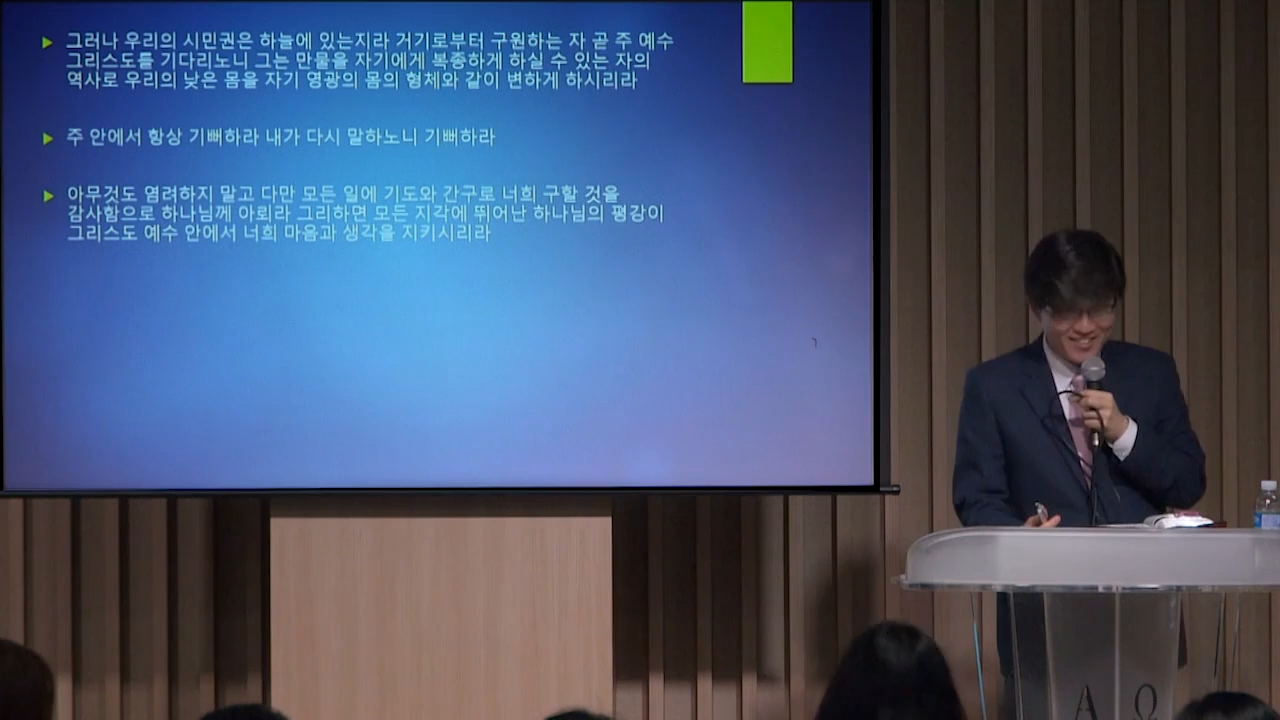 그러나 우리의 시민권은 하늘에 있는지라 거기로부터 구원하는 자 곧 주 예수
그리스도를 기다리노니 그는 만물을 자기에게 복종하게 하실 수 있는 자의
역사로 우리의 낮은 몸을 자기 영광의 몸의 형체와 같이 변하게 하시리라
주 안에서 항상 기뻐하라 내가 다시 말하노니 기뻐하라
아무것도 염려하지 말고 다만 모든 일에 기도와 간구로 너희 구할 것을
감사함으로 하나님께 아뢰라 그리하면 모든 지각에 뛰어난 하나님의 평강이
그리스도 예수 안에서 너희 마음과 생각을 지키시리라